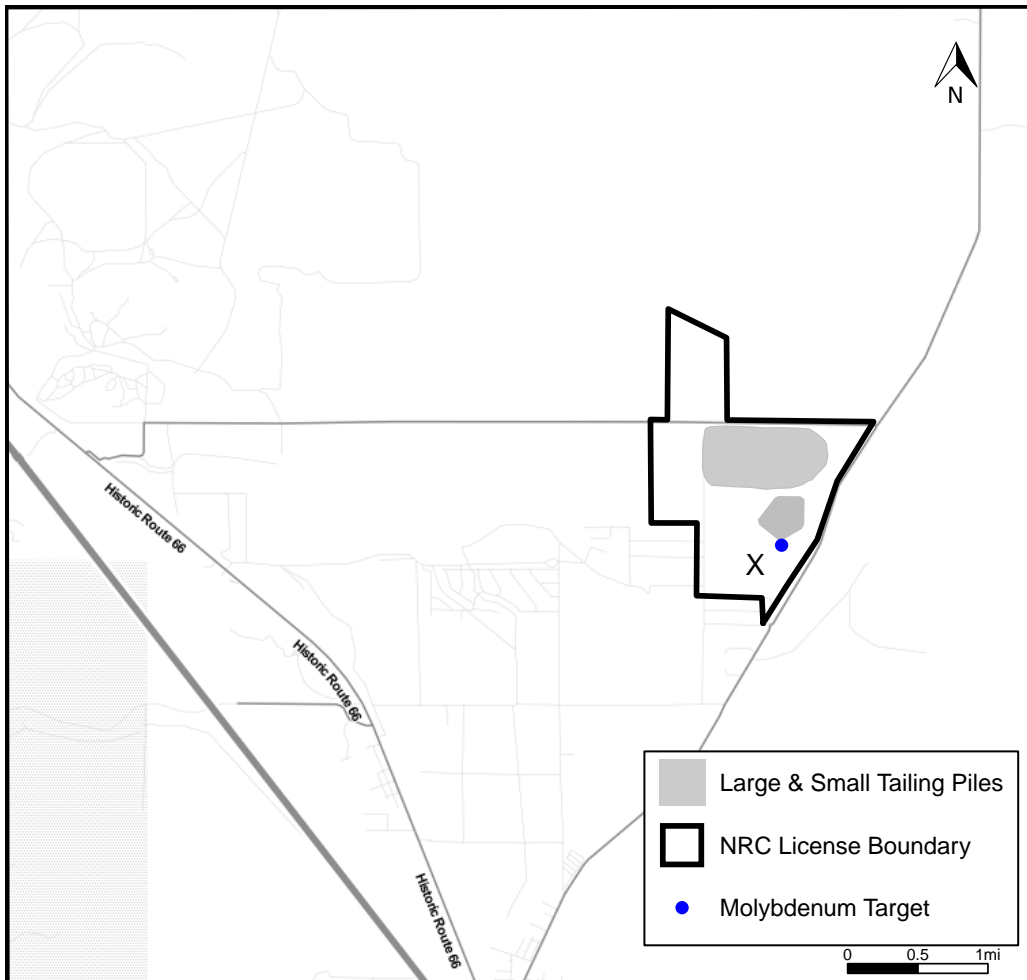 N
Historic Route 66
X
Historic Route 66
Large & Small Tailing Piles
NRC License Boundary
Molybdenum Target
Historic Route 66
0 0.5 1mi